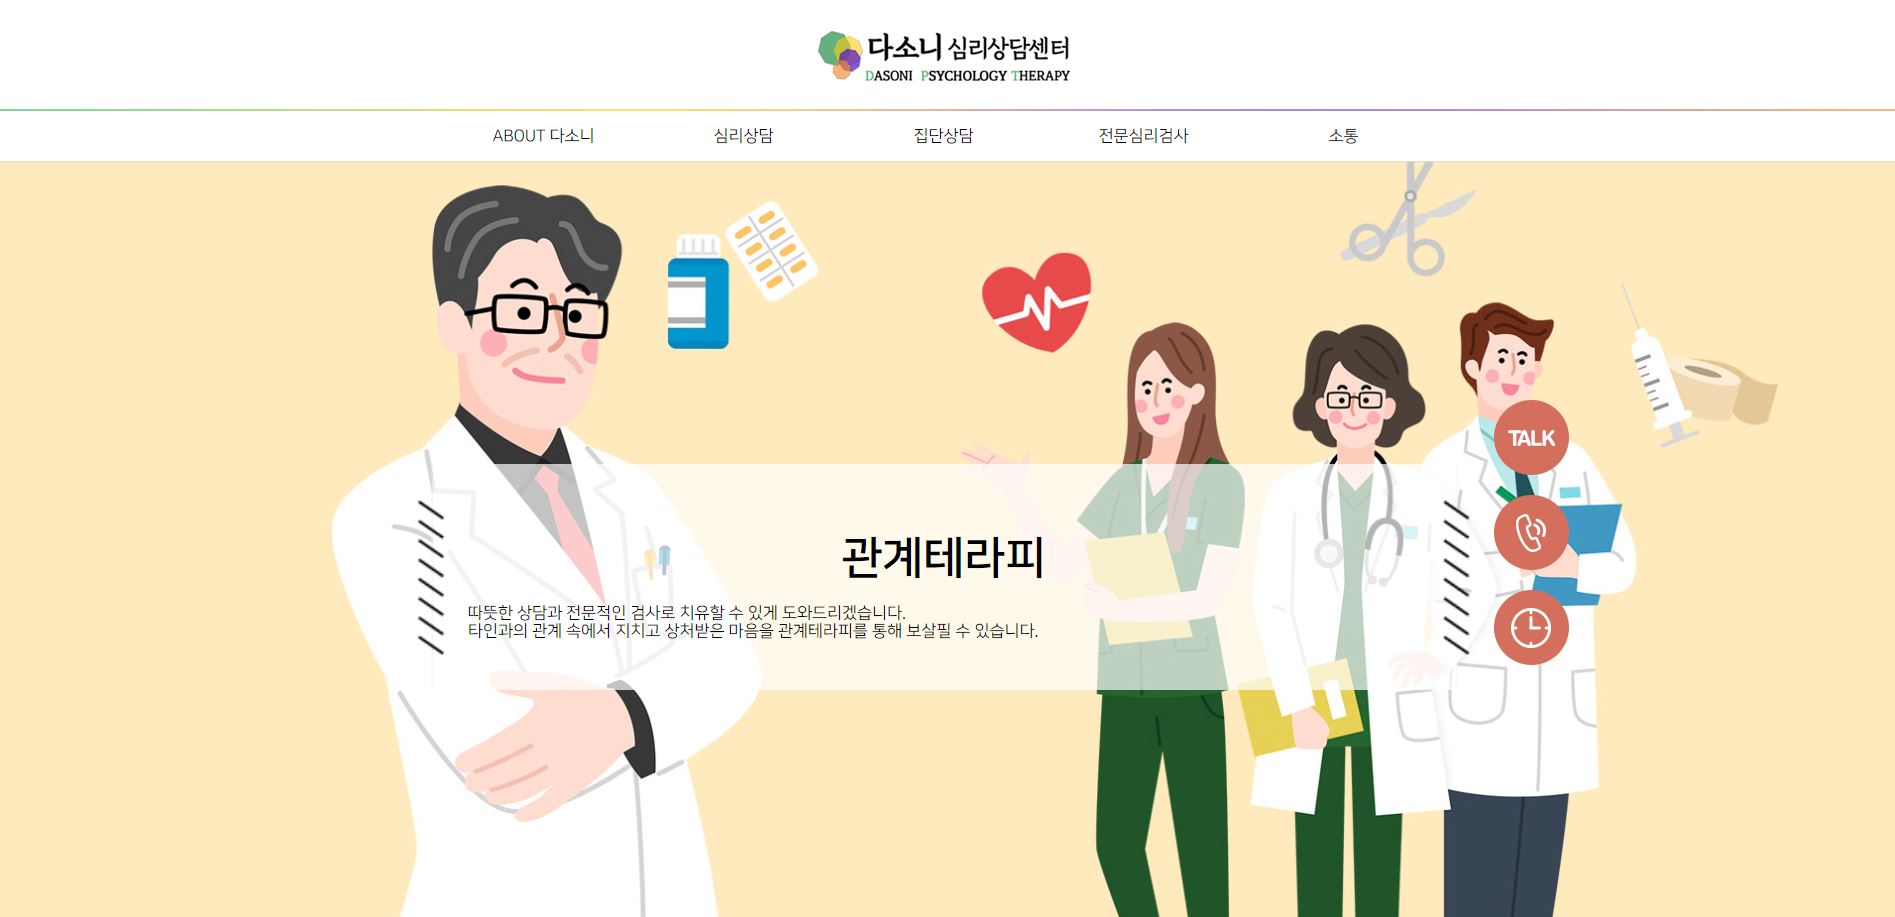 다소니 심리상담센터
DASONI PSYCHOLOGY THERAPY
ABOUT 다소니 심리상담 집단상담 전문심리검사 소통
TALK
관계테라피
따뜻한 상담과 전문적인 검사로 치유할 수 있게 도와드리겠습니다.
타인과의 관계 속에서 지치고 상처받은 마음을 관계테라피를 통해 보살필 수 있습니다.